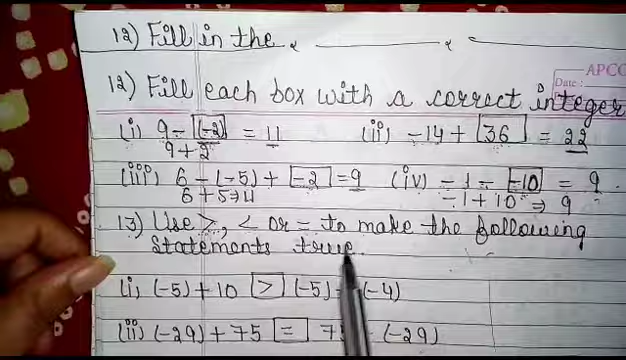 12) Fill in the
APCO
Date :
12) Fill each box with a correct integer
(i) 9 - (-2) = 11 (ii) -14 + 36 = 22
9 + 2
(iii) 6 - (-5) + -2 = 9 (iv) -1 - -10 = 9
6 + 5 → 11 -1 + 10 ⇒ 9
13) Use >, < or = to make the following
statements true.
(i) (-5) + 10 > (-5) (-4)
(ii) (-29) + 75 = 75 (-29)